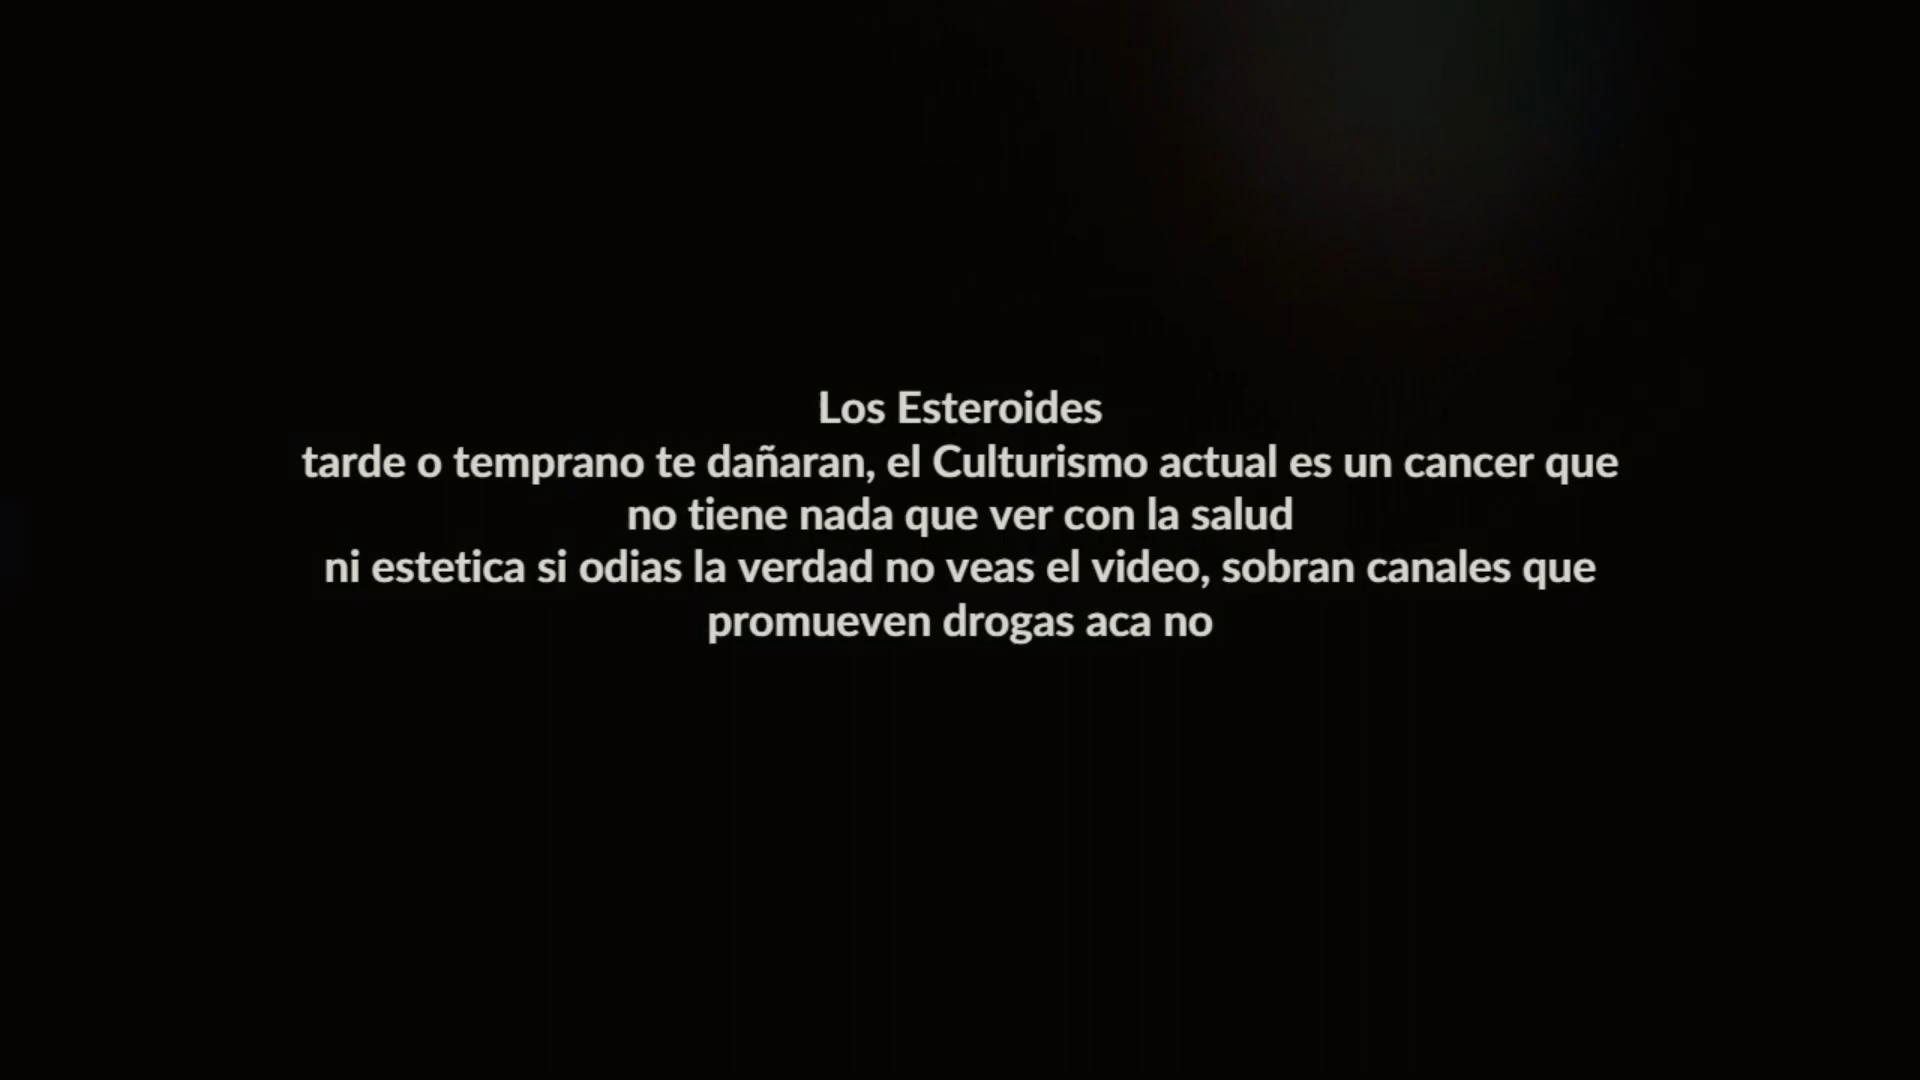 Los Esteroides
tarde o temprano te dañaran, el Culturismo actual es un cancer que
no tiene nada que ver con la salud
ni estetica si odias la verdad no veas el video, sobran canales que
promueven drogas aca no